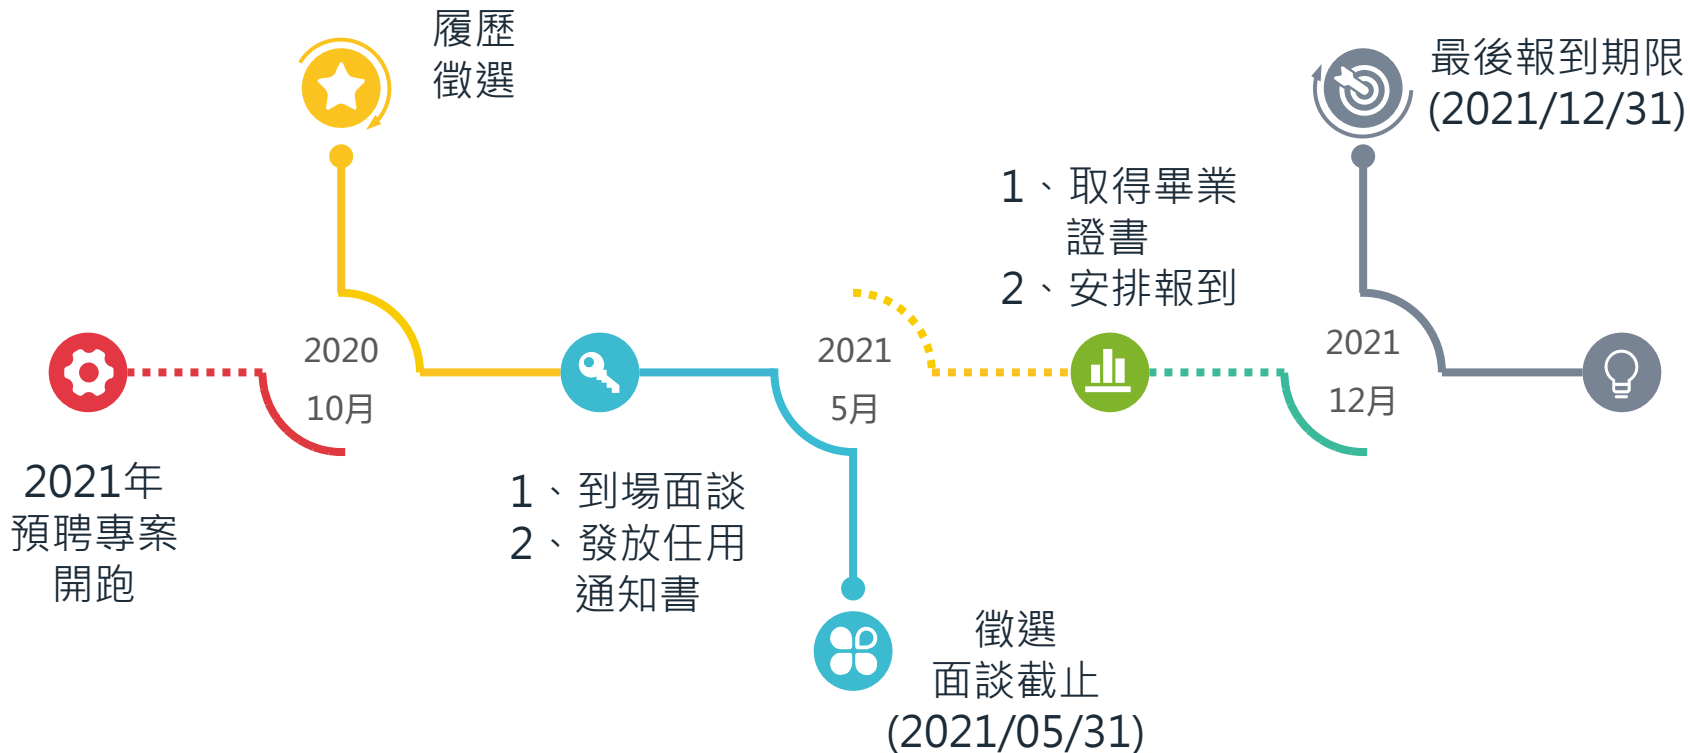 履歷
徵選
最後報到期限
(2021/12/31)
1、取得畢業
證書
2、安排報到
2020
10月
2021
5月
2021
12月
2021年
預聘專案
開跑
1、到場面談
2、發放任用
通知書
徵選
面談截止
(2021/05/31)